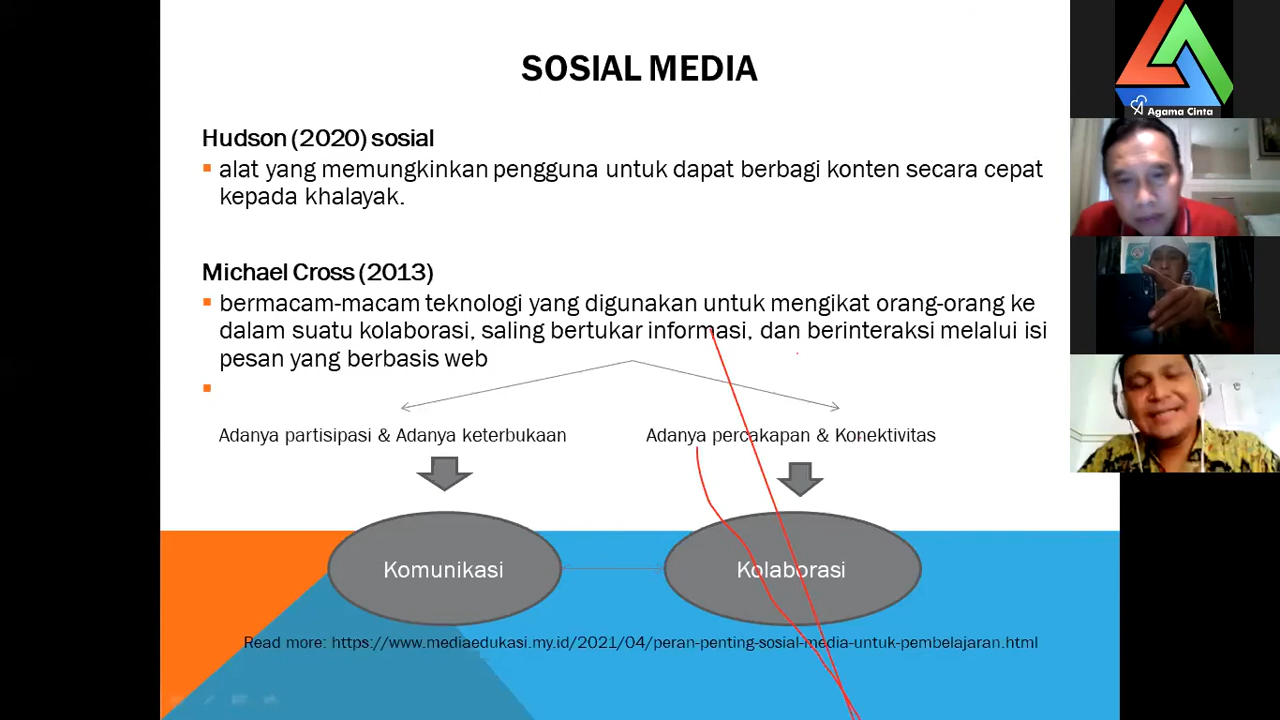 SOSIAL MEDIA
Agama Cinta
Hudson (2020) sosial
alat yang memungkinkan pengguna untuk dapat berbagi konten secara cepat
kepada khalayak.
Michael Cross (2013)
bermacam-macam teknologi yang digunakan untuk mengikat orang-orang ke
dalam suatu kolaborasi, saling bertukar informasi, dan berinteraksi melalui isi
pesan yang berbasis web
Adanya partisipasi & Adanya keterbukaan
Adanya percakapan & Konektivitas
Komunikasi
Kolaborasi
Read more: https://www.mediaedukasi.my.id/2021/04/peran-penting-sosial-media-untuk-pembelajaran.html